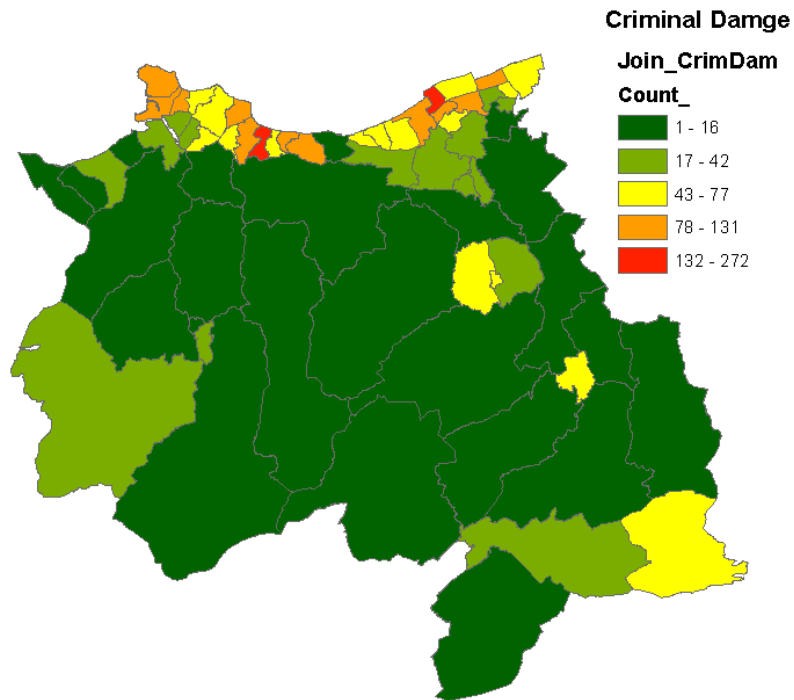 Criminal Damge
Join_CrimDam
Count_
1 - 16
17 - 42
43 - 77
78 - 131
132 - 272